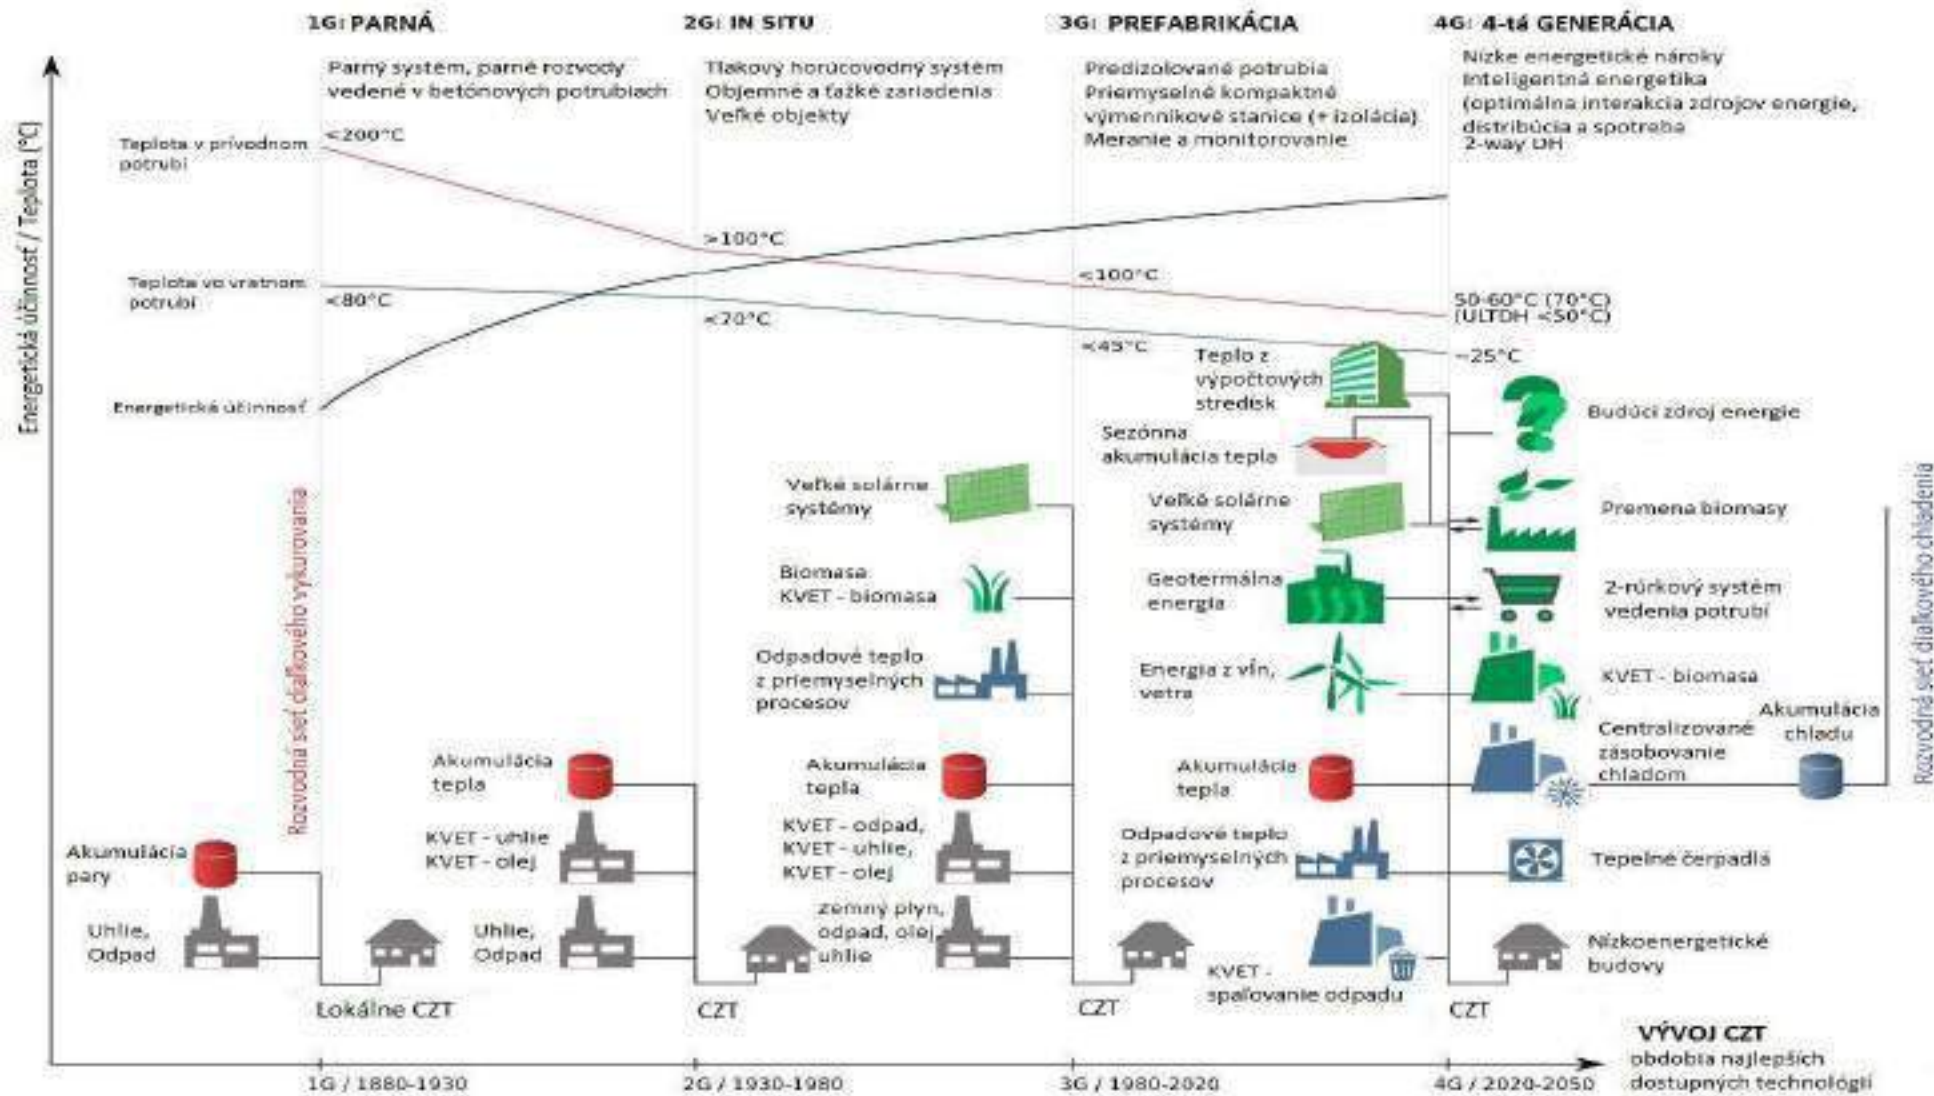 1G: PARNÁ
Parný systém, parné rozvody
vedené v betónových potrubiach
2G: IN SITU
Tlakový horúcovodný systém
Objemné a ťažké zariadenia
Veľké objekty
3G: PREFABRIKÁCIA
Predizolované potrubia
Priemyselné kompaktné
výmenníkové stanice (+ izolácia)
Meranie a monitorovanie
4G: 4-tá GENERÁCIA
Nízke energetické nároky
Inteligentná energetika
(optimálna interakcia zdrojov energie,
distribúcia a spotreba
2-way DH
Energetická účinnosť / Teplota (°C)
Teplota v prívodnom
potrubí
<200°C
>100°C
<100°C
50-60°C (70°C)
(ULTDH <50°C)
Teplota vo vratnom
potrubí
<80°C
<70°C
<45°C
~25°C
Energetická účinnosť
Rozvodná sieť diaľkového vykurovania
Akumulácia
pary
Uhlie,
Odpad
Lokálne CZT
Akumulácia
tepla
KVET - uhlie
KVET - olej
Uhlie,
Odpad
CZT
Veľké solárne
systémy
Biomasa
KVET - biomasa
Odpadové teplo
z priemyselných
procesov
Akumulácia
tepla
KVET - odpad,
KVET - uhlie,
KVET - olej
Zemný plyn,
odpad, olej,
uhlie
CZT
Teplo z
výpočtových
stredísk
Sezónna
akumulácia tepla
Veľké solárne
systémy
Geotermálna
energia
Energia z vĺn,
vetra
Akumulácia
tepla
Odpadové teplo
z priemyselných
procesov
KVET -
spaľovanie odpadu
CZT
Budúci zdroj energie
Premena biomasy
2-rúrkový systém
vedenia potrubí
KVET - biomasa
Centralizované
zásobovanie
chladom
Akumulácia
chladu
Tepelné čerpadlá
Nízkoenergetické
budovy
Rozvodná sieť diaľkového chladenia
1G / 1880-1930
2G / 1930-1980
3G / 1980-2020
4G / 2020-2050
VÝVOJ CZT
obdobia najlepších
dostupných technológií